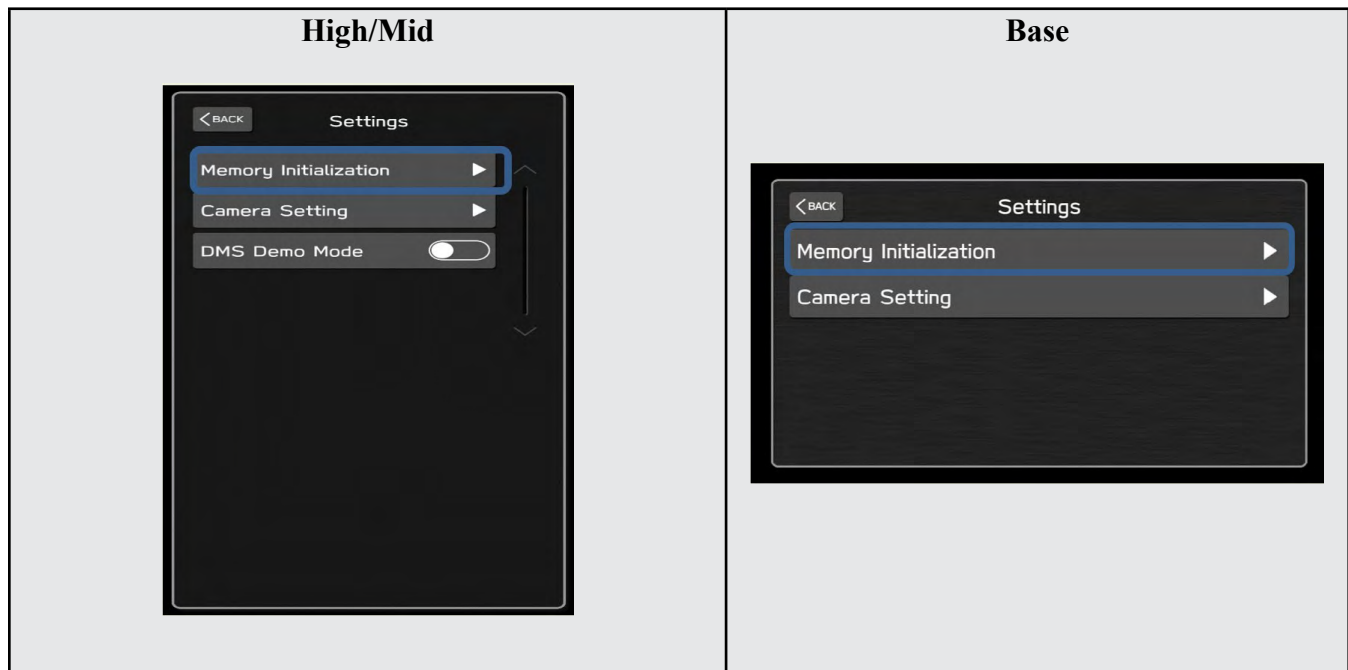 High/Mid
BACK Settings
Memory Initialization
Camera Setting
DMS Demo Mode
Base
BACK Settings
Memory Initialization
Camera Setting